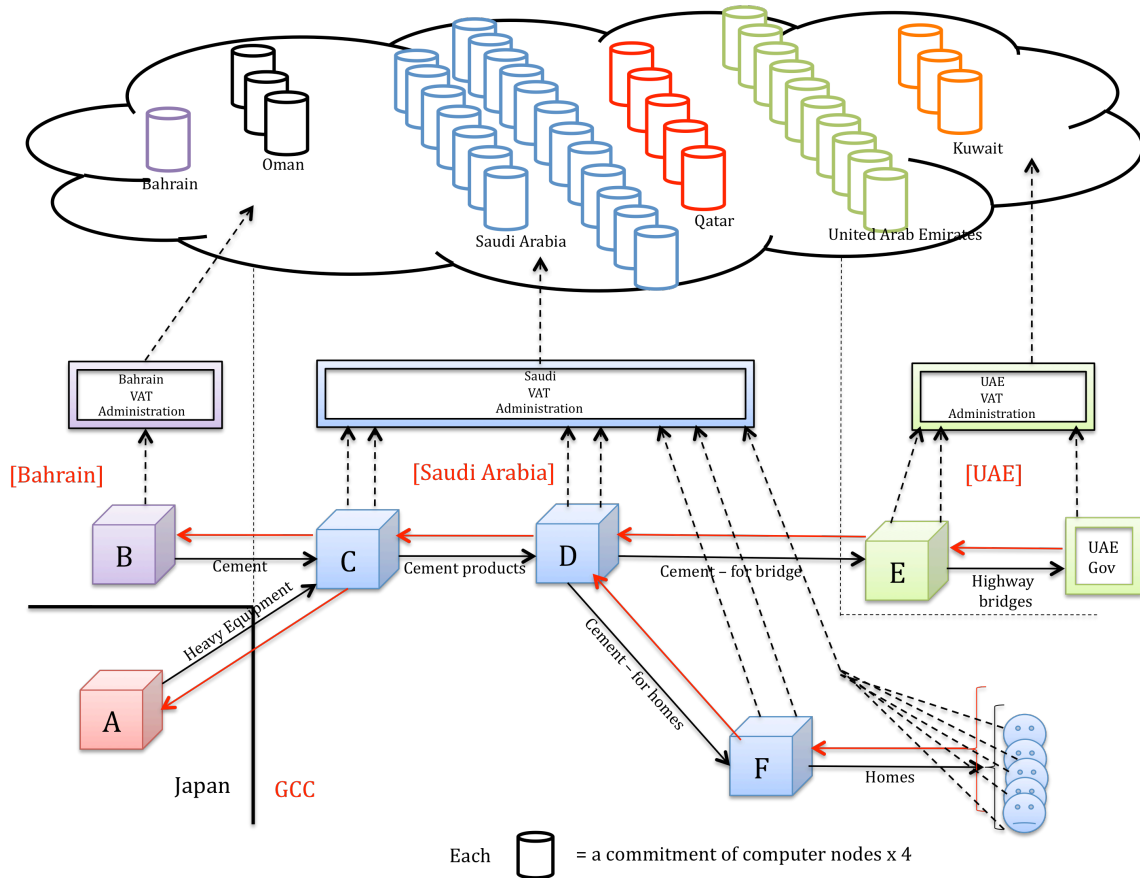 Bahrain
Oman
Saudi Arabia
Qatar
United Arab Emirates
Kuwait
Bahrain
VAT
Administration
Saudi
VAT
Administration
UAE
VAT
Administration
[Bahrain]
[Saudi Arabia]
[UAE]
B
Cement
C
Cement products
D
Cement – for bridge
E
Highway
bridges
UAE
Gov
Heavy Equipment
A
Cement – for homes
F
Homes
Japan
GCC
Each
= a commitment of computer nodes x 4